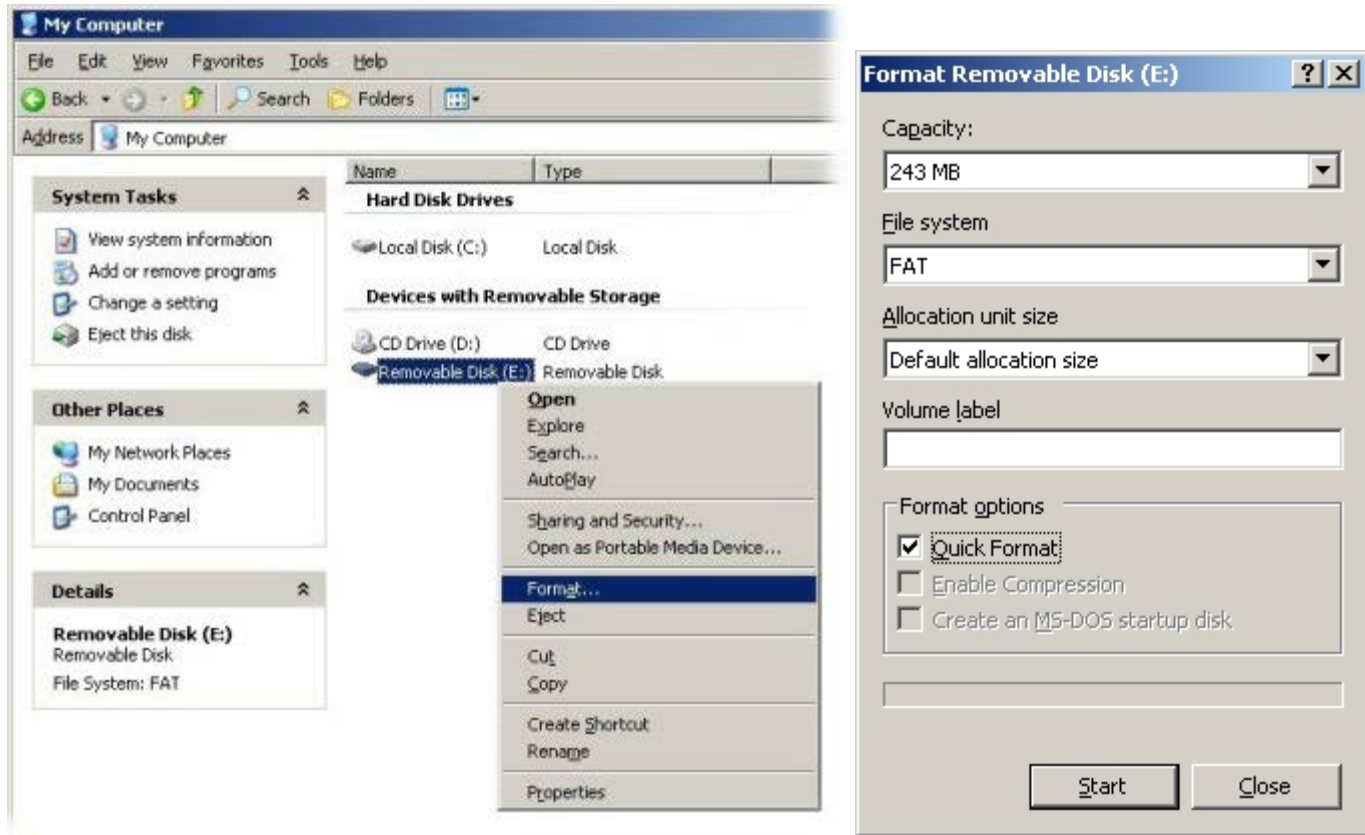 My Computer
File Edit View Favorites Tools Help
Back Search Folders
Address My Computer
System Tasks
View system information
Add or remove programs
Change a setting
Eject this disk
Other Places
My Network Places
My Documents
Control Panel
Details
Removable Disk (E:)
Removable Disk
File System: FAT
Name Type
Hard Disk Drives
Local Disk (C:) Local Disk
Devices with Removable Storage
CD Drive (D:) CD Drive
Removable Disk (E:) Removable Disk
Open
Explore
Search...
AutoPlay
Sharing and Security...
Open as Portable Media Device...
Format...
Eject
Cut
Copy
Create Shortcut
Rename
Properties
Format Removable Disk (E:)
Capacity:
243 MB
File system
FAT
Allocation unit size
Default allocation size
Volume label
Format options
Quick Format
Enable Compression
Create an MS-DOS startup disk
Start Close